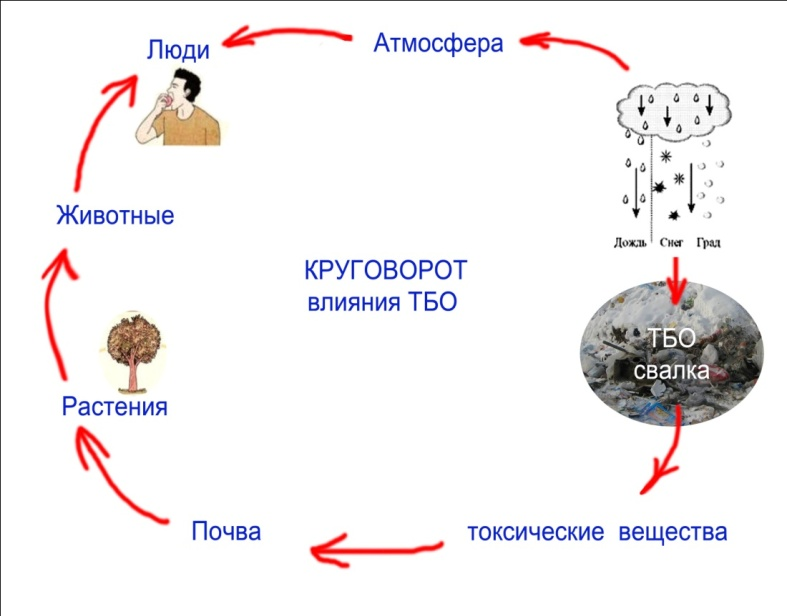 Люди
Атмосфера
Дождь Снег Град
Животные
КРУГОВОРОТ
влияния ТБО
ТБО
свалка
Растения
Почва
токсические вещества